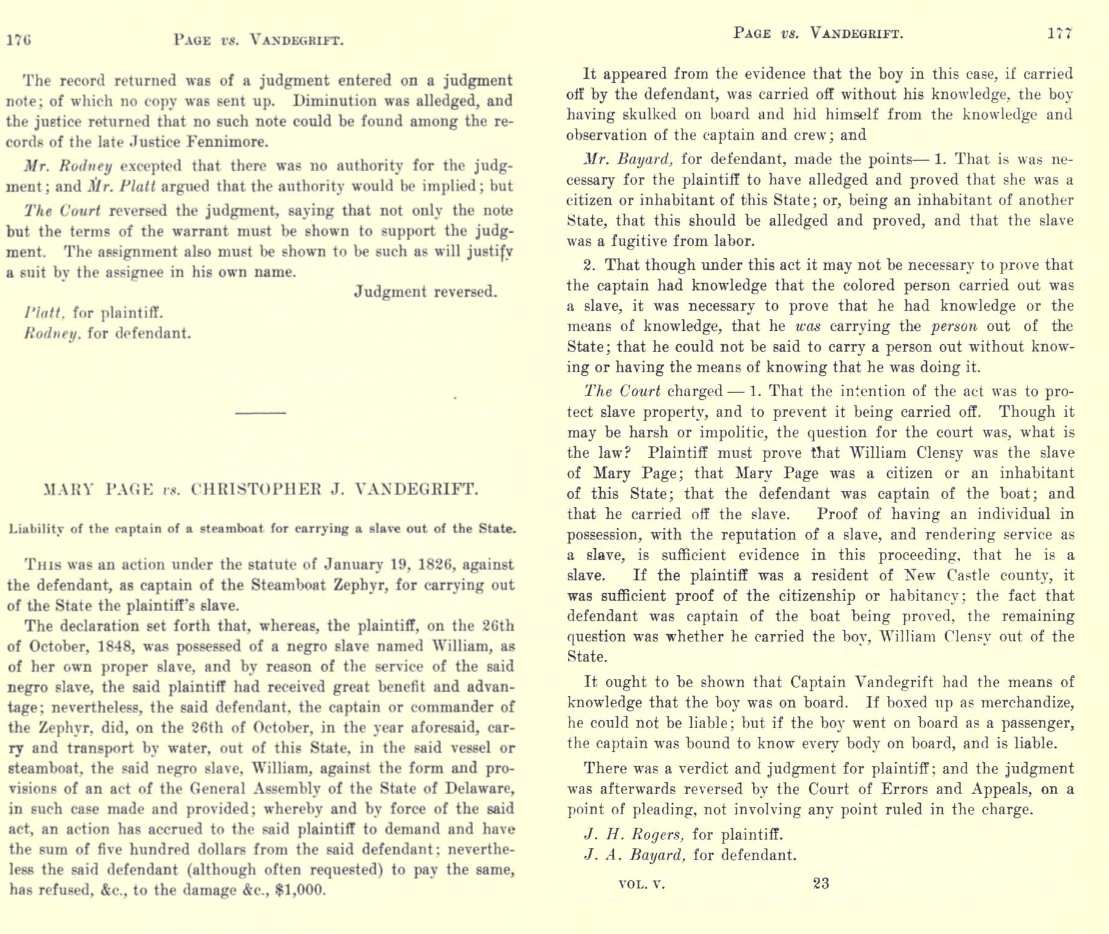 176 PAGE vs. VANDEGRIFT.
The record returned was of a judgment entered on a judgment
note; of which no copy was sent up. Diminution was alledged, and
the justice returned that no such note could be found among the re-
cords of the late Justice Fennimore.
Mr. Rodney excepted that there was no authority for the judg-
ment; and Mr. Platt argued that the authority would be implied; but
The Court reversed the judgment, saying that not only the note
but the terms of the warrant must be shown to support the judg-
ment. The assignment also must be shown to be such as will justify
a suit by the assignee in his own name.
Judgment reversed.
Platt, for plaintiff.
Rodney, for defendant.
MARY PAGE vs. CHRISTOPHER J. VANDEGRIFT.
Liability of the captain of a steamboat for carrying a slave out of the State.
THIS was an action under the statute of January 19, 1826, against
the defendant, as captain of the Steamboat Zephyr, for carrying out
of the State the plaintiff's slave.
The declaration set forth that, whereas, the plaintiff, on the 26th
of October, 1848, was possessed of a negro slave named William, as
of her own proper slave, and by reason of the service of the said
negro slave, the said plaintiff had received great benefit and advan-
tage; nevertheless, the said defendant, the captain or commander of
the Zephyr, did, on the 26th of October, in the year aforesaid, car-
ry and transport by water, out of this State, in the said vessel or
steamboat, the said negro slave, William, against the form and pro-
visions of an act of the General Assembly of the State of Delaware,
in such case made and provided; whereby and by force of the said
act, an action has accrued to the said plaintiff to demand and have
the sum of five hundred dollars from the said defendant; neverthe-
less the said defendant (although often requested) to pay the same,
has refused, &c., to the damage &c., $1,000.
PAGE vs. VANDEGRIFT. 177
It appeared from the evidence that the boy in this case, if carried
off by the defendant, was carried off without his knowledge, the boy
having skulked on board and hid himself from the knowledge and
observation of the captain and crew; and
Mr. Bayard, for defendant, made the points— 1. That is was ne-
cessary for the plaintiff to have alledged and proved that she was a
citizen or inhabitant of this State; or, being an inhabitant of another
State, that this should be alledged and proved, and that the slave
was a fugitive from labor.
2. That though under this act it may not be necessary to prove that
the captain had knowledge that the colored person carried out was
a slave, it was necessary to prove that he had knowledge or the
means of knowledge, that he was carrying the person out of the
State; that he could not be said to carry a person out without know-
ing or having the means of knowing that he was doing it.
The Court charged — 1. That the intention of the act was to pro-
tect slave property, and to prevent it being carried off. Though it
may be harsh or impolitic, the question for the court was, what is
the law? Plaintiff must prove that William Clensy was the slave
of Mary Page; that Mary Page was a citizen or an inhabitant
of this State; that the defendant was captain of the boat; and
that he carried off the slave. Proof of having an individual in
possession, with the reputation of a slave, and rendering service as
a slave, is sufficient evidence in this proceeding, that he is a
slave. If the plaintiff was a resident of New Castle county, it
was sufficient proof of the citizenship or habitancy; the fact that
defendant was captain of the boat being proved, the remaining
question was whether he carried the boy, William Clensy out of the
State.
It ought to be shown that Captain Vandegrift had the means of
knowledge that the boy was on board. If boxed up as merchandize,
he could not be liable; but if the boy went on board as a passenger,
the captain was bound to know every body on board, and is liable.
There was a verdict and judgment for plaintiff; and the judgment
was afterwards reversed by the Court of Errors and Appeals, on a
point of pleading, not involving any point ruled in the charge.
J. H. Rogers, for plaintiff.
J. A. Bayard, for defendant.
VOL. V. 23